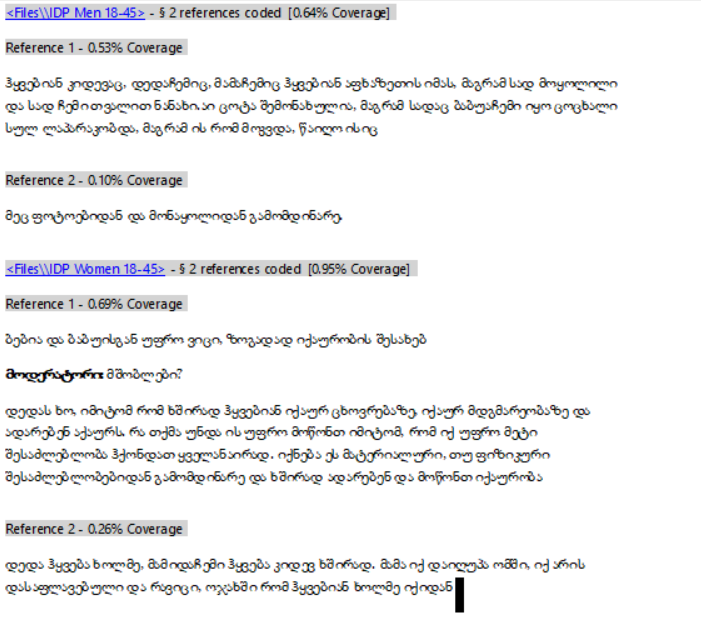 <Files\\IDP Men 18-45> - § 2 references coded [0.64% Coverage]
Reference 1 - 0.53% Coverage
ჰყვებიან კიდევაც, დედაჩემიც, მამაჩემიც ჰყვებიან აფხაზეთის იმას, მაგრამ სად მოყოლილი
და სად ჩემი თვალით ნანახი. აი ცოტა შემონახულია, მაგრამ სადაც ბაბუაჩემი იყო ცოცხალი
სულ ლაპარაკობდა, მაგრამ ის რომ მოკვდა, წაიღო ისიც
Reference 2 - 0.10% Coverage
მეც ფოტოებიდან და მონაყოლიდან გამომდინარე.
<Files\\IDP Women 18-45> - § 2 references coded [0.95% Coverage]
Reference 1 - 0.69% Coverage
ბებია და ბაბუისგან უფრო ვიცი, ზოგადად იქაურობის შესახებ
მოდერატორი: მშობლები?
დედას ხო, იმიტომ რომ ხშირად ჰყვებიან იქაურ ცხოვრებაზე, იქაურ მდგმარეობაზე და
ადარებენ აქაურს. რა თქმა უნდა ის უფრო მოწონთ იმიტომ, რომ იქ უფრო მეტი
შესაძლებლობა ჰქონდათ ყველანაირად. იქნება ეს მატერიალური, თუ ფიზიკური
შესაძლებლობებიდან გამომდინარე და ხშირად ადარებენ და მოწონთ იქაურობა
Reference 2 - 0.26% Coverage
დედა ჰყვება ხოლმე, მამიდაჩემი ჰყვება კიდევ ხშირად. მამა იქ დაიღუპა ომში, იქ არის
დასაფლავებული და რავიცი, ოჯახში რომ ჰყვებიან ხოლმე იქიდან